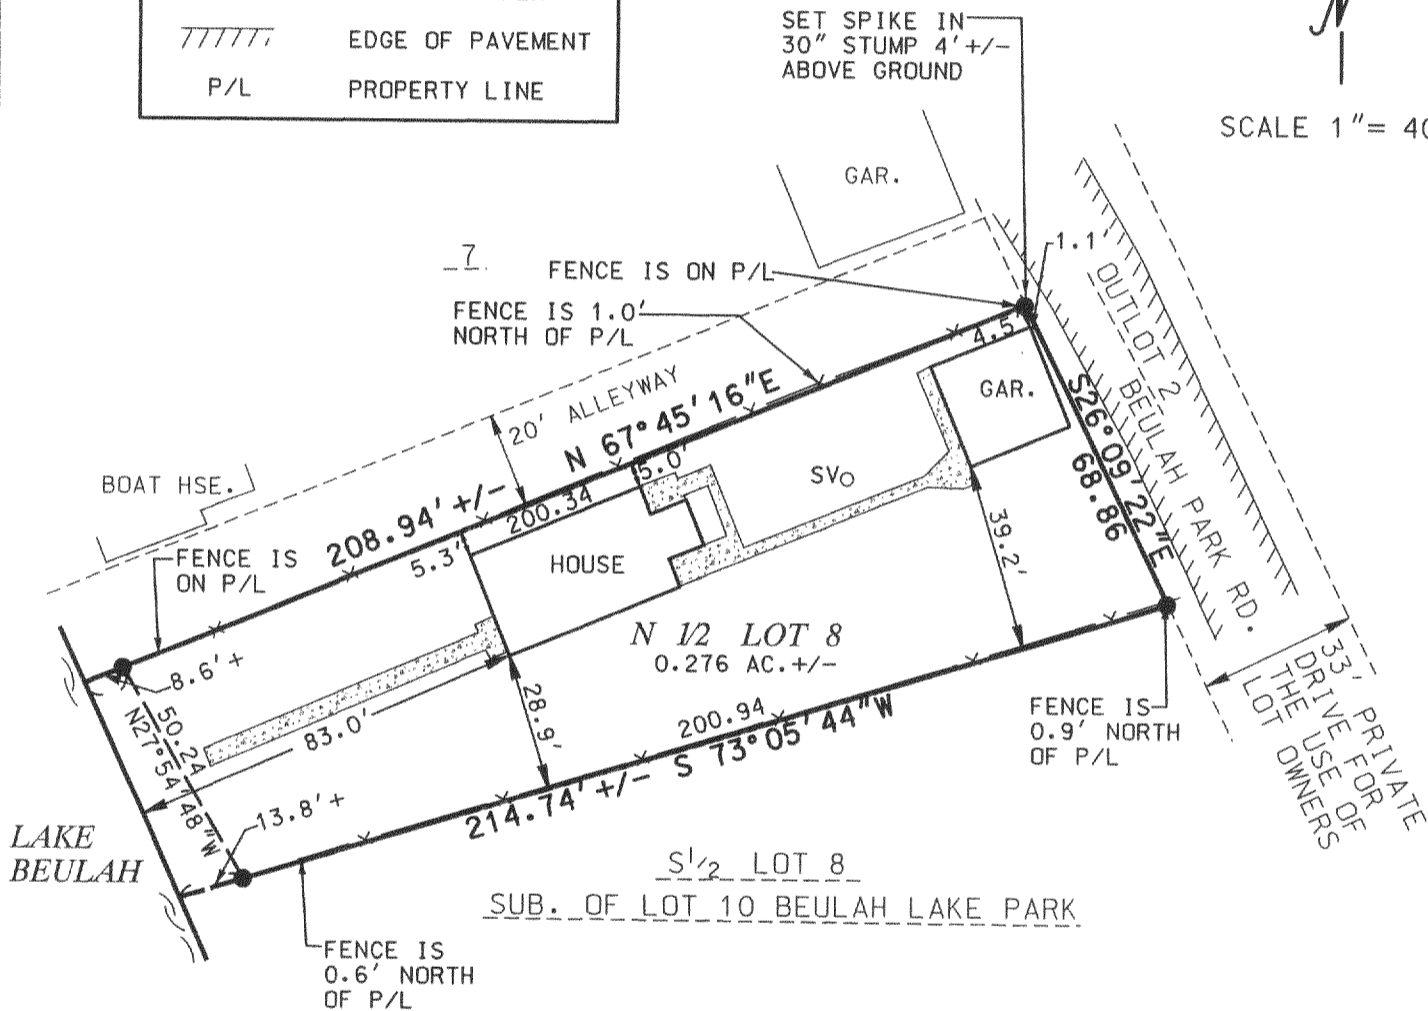 EDGE OF PAVEMENT
P/L PROPERTY LINE
SET SPIKE IN
30" STUMP 4'+/-
ABOVE GROUND
N
SCALE 1"= 40
GAR.
7
FENCE IS ON P/L
FENCE IS 1.0'
NORTH OF P/L
1.1'
OUTLOT 2
BEULAH PARK RD.
4.5'
GAR.
20' ALLEYWAY
N 67°45'16"E
208.94'+/-
200.34
5.0'
5.3'
BOAT HSE.
FENCE IS
ON P/L
HOUSE
SVO
S26°09'22"E
68.86
39.2'
N 1/2 LOT 8
0.276 AC.+/-
8.6'+
50.24
N27°54'48"W
83.0'
28.9'
13.8'+
200.94
214.74'+/- S 73°05'44"W
FENCE IS
0.9' NORTH
OF P/L
33' PRIVATE
DRIVE FOR
THE USE OF
LOT OWNERS
LAKE
BEULAH
S1/2 LOT 8
SUB. OF LOT 10 BEULAH LAKE PARK
FENCE IS
0.6' NORTH
OF P/L